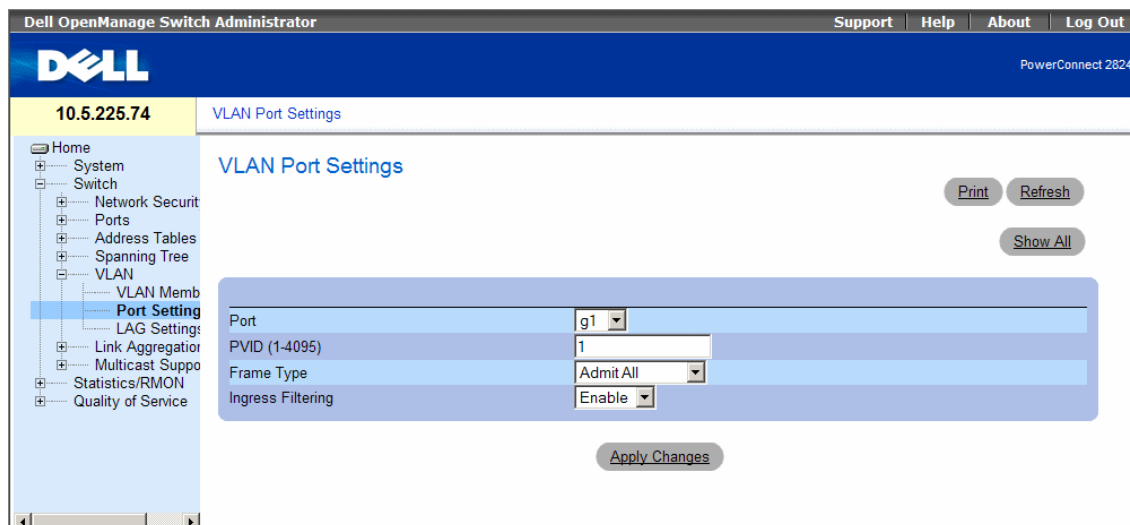 Dell OpenManage Switch Administrator
Support | Help | About | Log Out
DELL
PowerConnect 2824
10.5.225.74
VLAN Port Settings
Home
System
Switch
Network Securit
Ports
Address Tables
Spanning Tree
VLAN
VLAN Memb
Port Setting
LAG Settings
Link Aggregation
Multicast Suppo
Statistics/RMON
Quality of Service
VLAN Port Settings
Print
Refresh
Show All
Port g1
PVID (1-4095) 1
Frame Type Admit All
Ingress Filtering Enable
Apply Changes